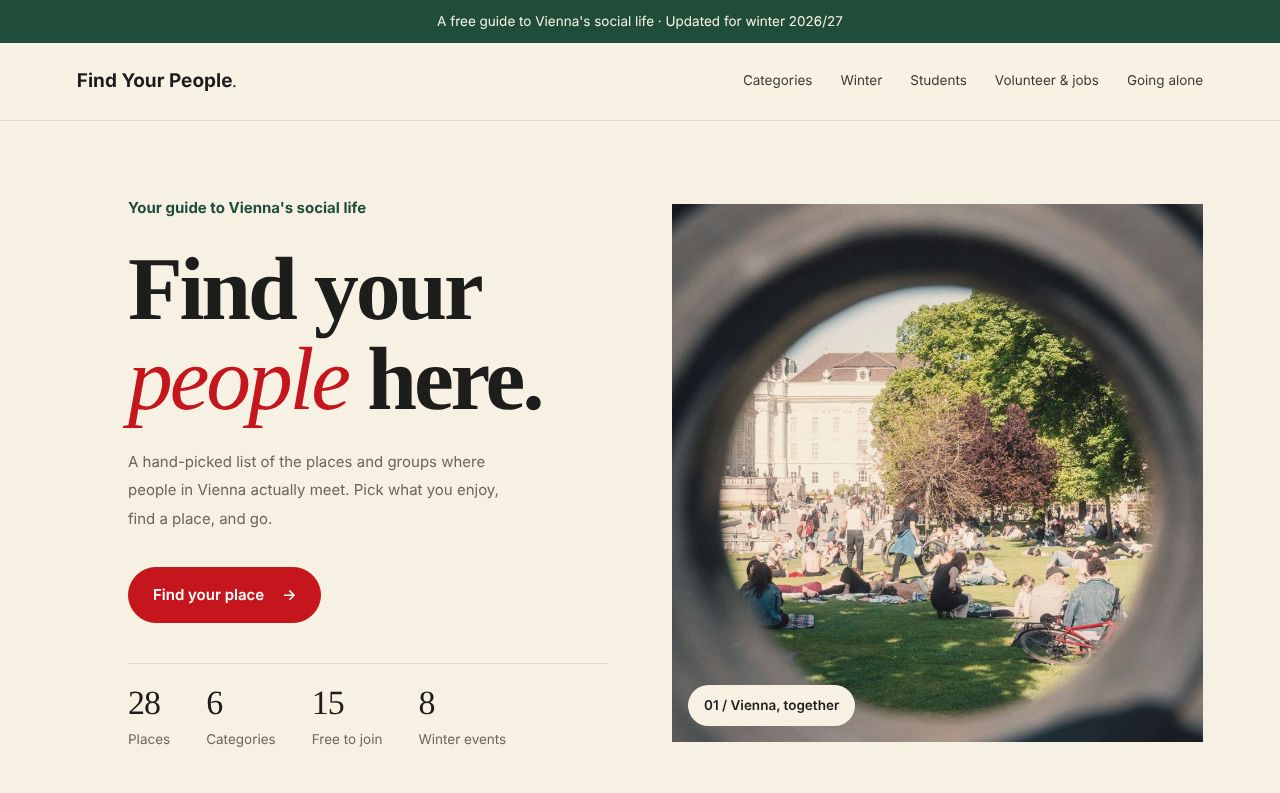 A free guide to Vienna's social life · Updated for winter 2026/27
Find Your People.
Categories Winter Students Volunteer & jobs Going alone
Your guide to Vienna's social life
Find your
people here.
A hand-picked list of the places and groups where
people in Vienna actually meet. Pick what you enjoy,
find a place, and go.
Find your place →
28 6 15 8
Places Categories Free to join Winter events
01 / Vienna, together